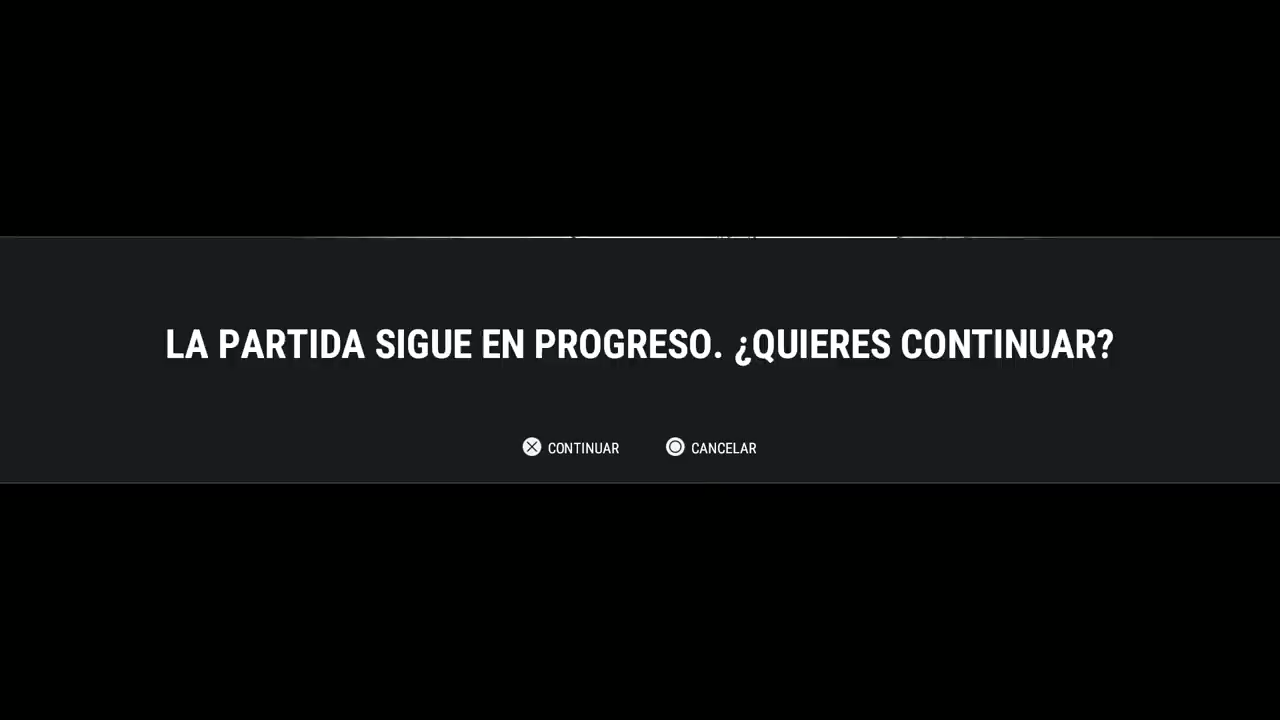 LA PARTIDA SIGUE EN PROGRESO. ¿QUIERES CONTINUAR?
CONTINUAR CANCELAR